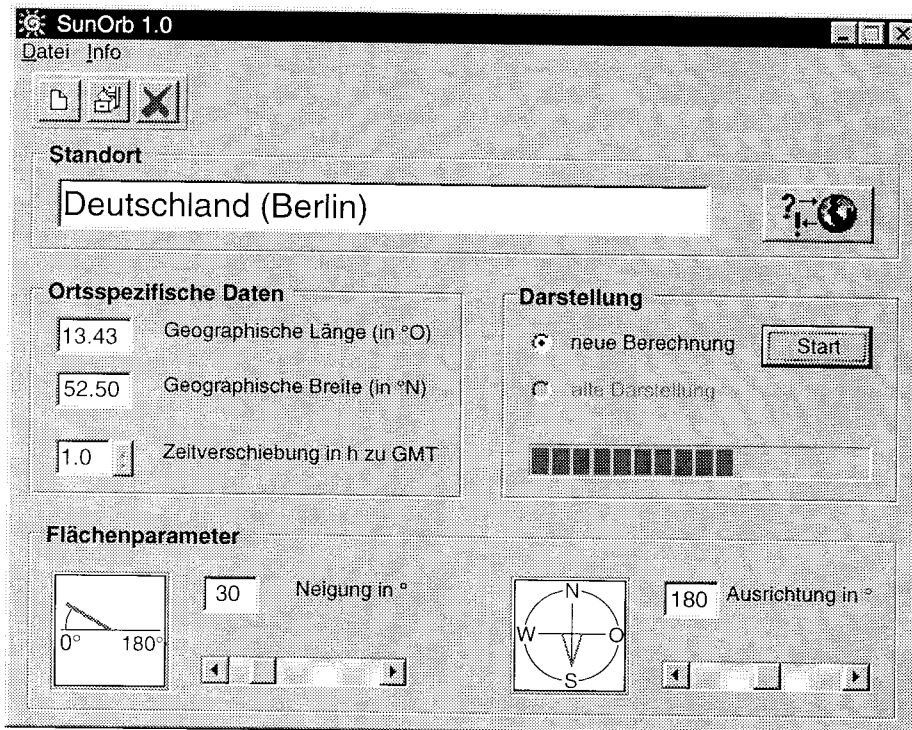 SunOrb 1.0
Datei Info
Standort
Deutschland (Berlin)
?!
Ortsspezifische Daten
13.43 Geographische Länge (in °O)
52.50 Geographische Breite (in °N)
1.0 Zeitverschiebung in h zu GMT
Darstellung
neue Berechnung Start
alte Darstellung
Flächenparameter
0° 180°
30 Neigung in °
N
W O
S
180 Ausrichtung in °